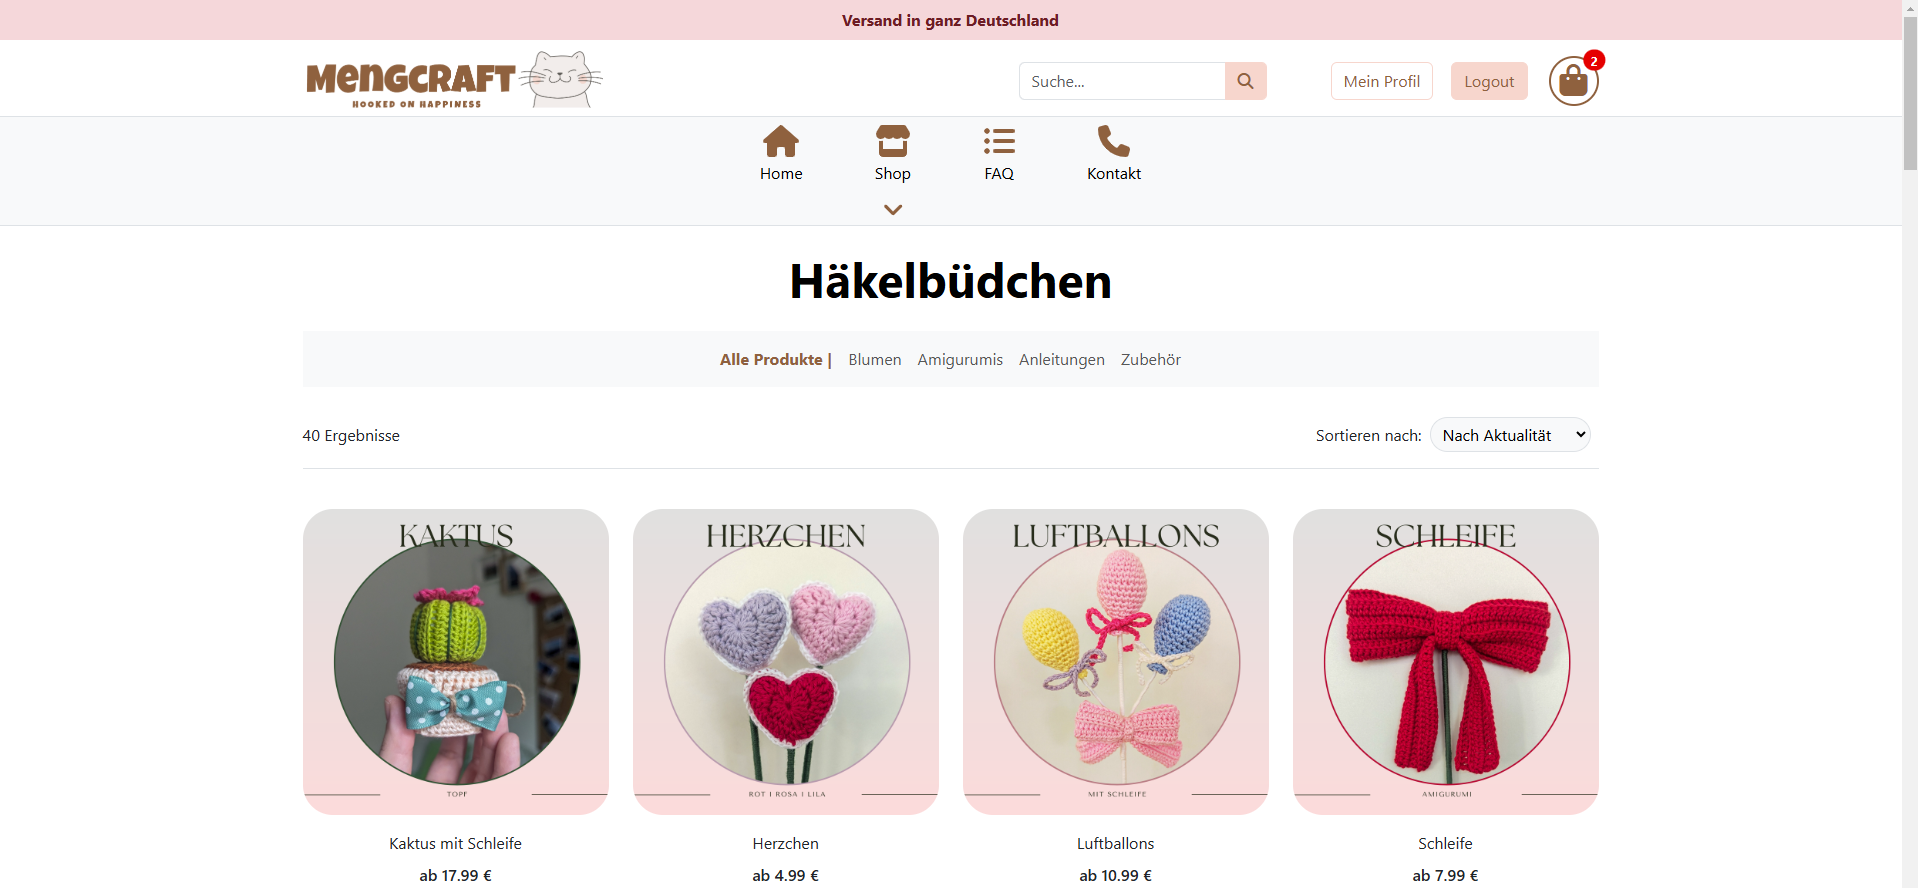 Versand in ganz Deutschland
MENGCRAFT
HOOKED ON HAPPINESS
Suche...
Mein Profil
Logout
2
Home
Shop
FAQ
Kontakt
Häkelbüdchen
Alle Produkte | Blumen Amigurumis Anleitungen Zubehör
40 Ergebnisse
Sortieren nach: Nach Aktualität
KAKTUS
TOPF
Kaktus mit Schleife
ab 17.99 €
HERZCHEN
ROT I ROSA I LILA
Herzchen
ab 4.99 €
LUFTBALLONS
MIT SCHLEIFE
Luftballons
ab 10.99 €
SCHLEIFE
AMIGURUMI
Schleife
ab 7.99 €